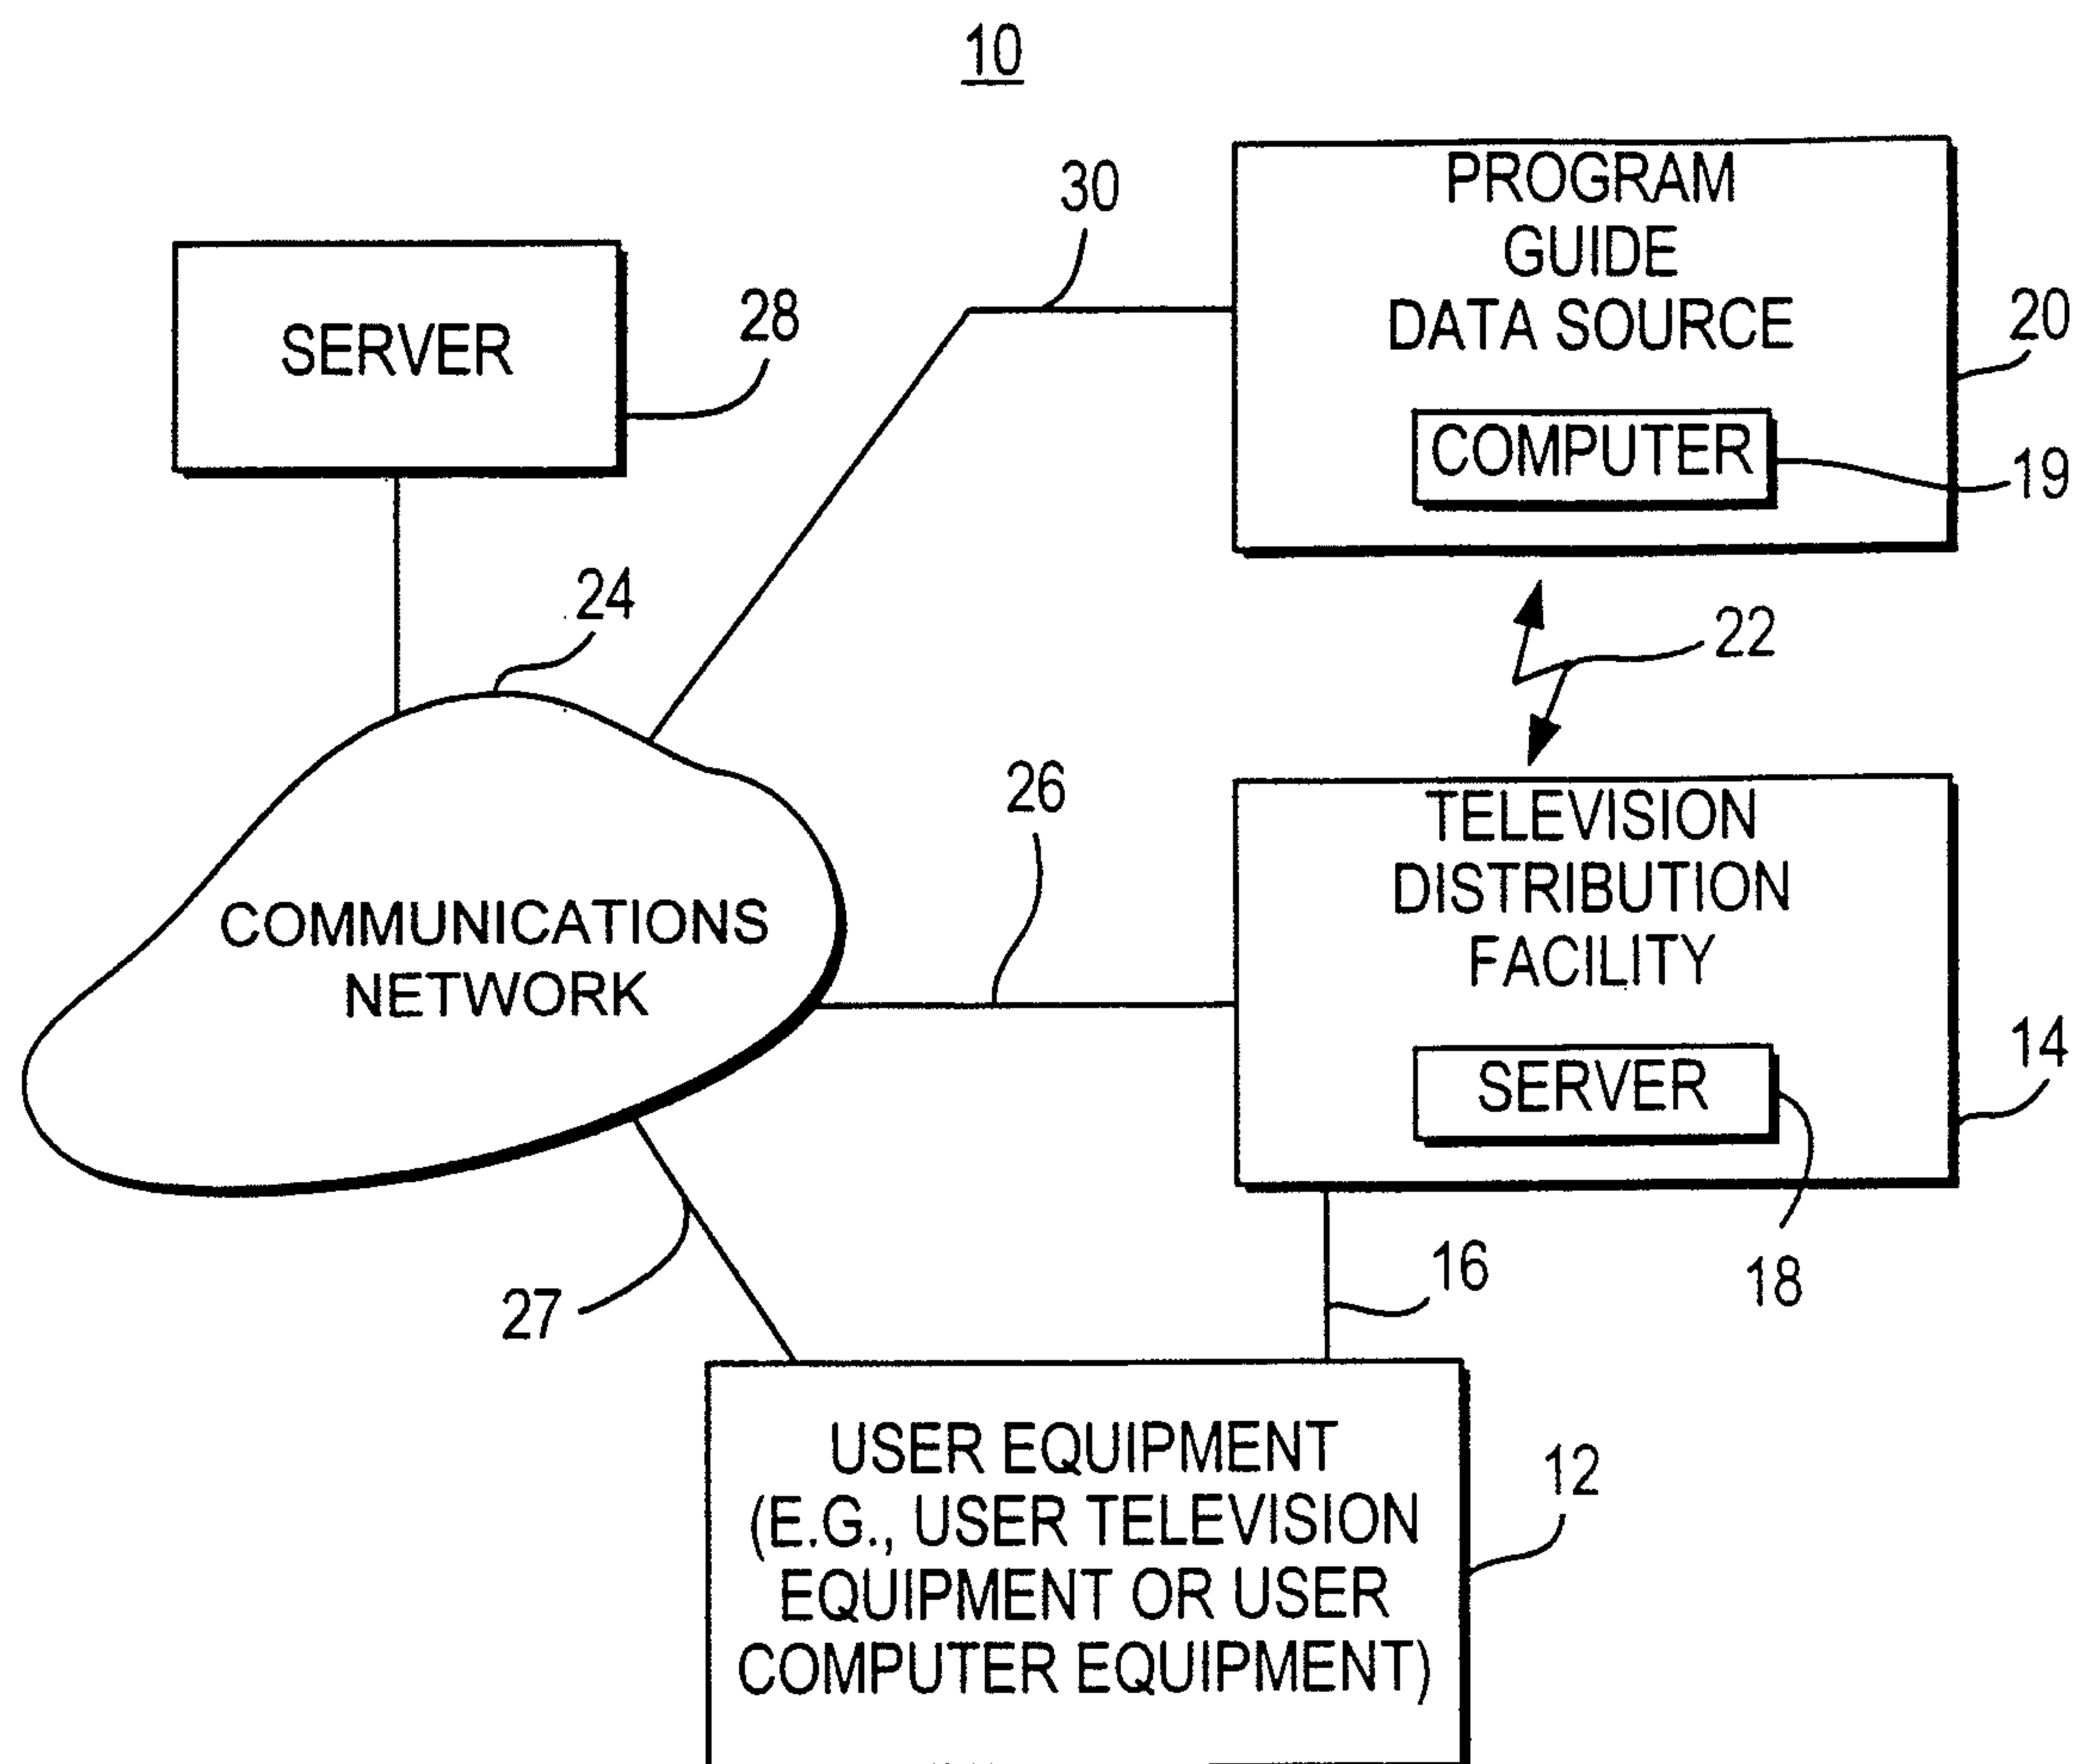 10
30
PROGRAM
GUIDE
DATA SOURCE
20
COMPUTER
19
SERVER
28
24
22
COMMUNICATIONS
NETWORK
26
TELEVISION
DISTRIBUTION
FACILITY
14
SERVER
18
27
16
USER EQUIPMENT
(E.G., USER TELEVISION
EQUIPMENT OR USER
COMPUTER EQUIPMENT)
12